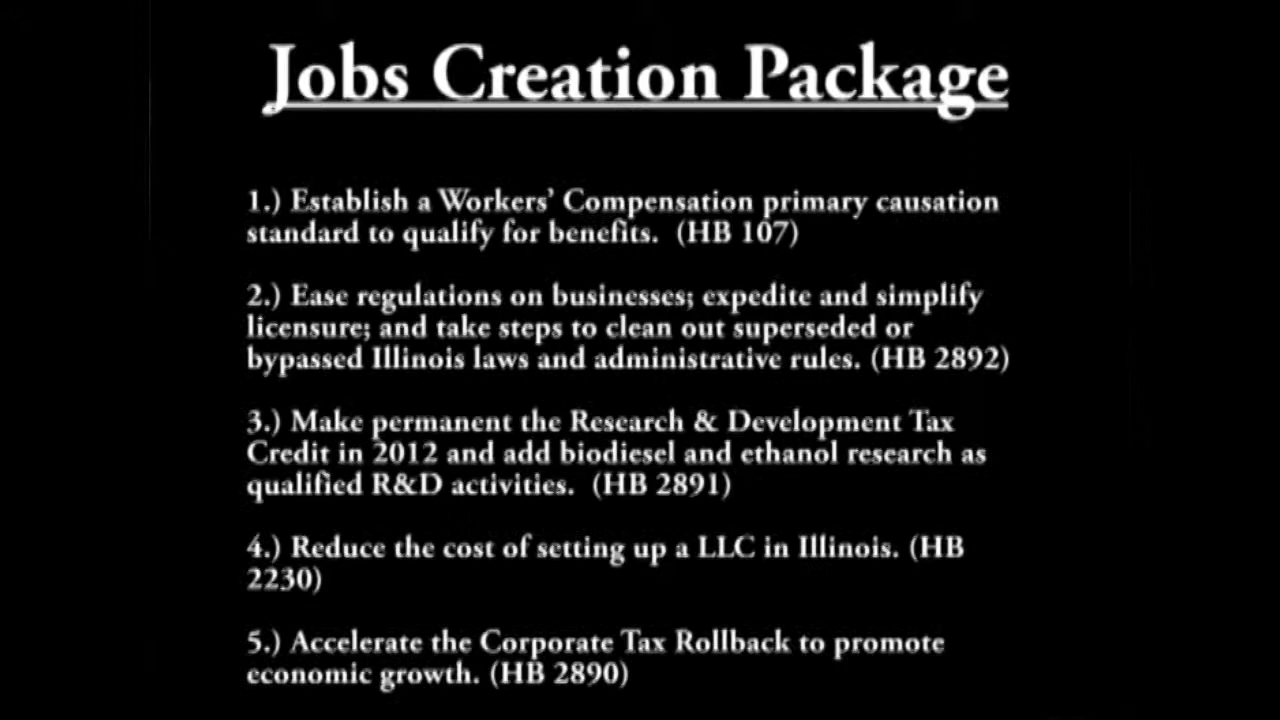 Jobs Creation Package
1.) Establish a Workers' Compensation primary causation
standard to qualify for benefits.  (HB 107)
2.) Ease regulations on businesses; expedite and simplify
licensure; and take steps to clean out superseded or
bypassed Illinois laws and administrative rules. (HB 2892)
3.) Make permanent the Research & Development Tax
Credit in 2012 and add biodiesel and ethanol research as
qualified R&D activities.  (HB 2891)
4.) Reduce the cost of setting up a LLC in Illinois. (HB
2230)
5.) Accelerate the Corporate Tax Rollback to promote
economic growth. (HB 2890)